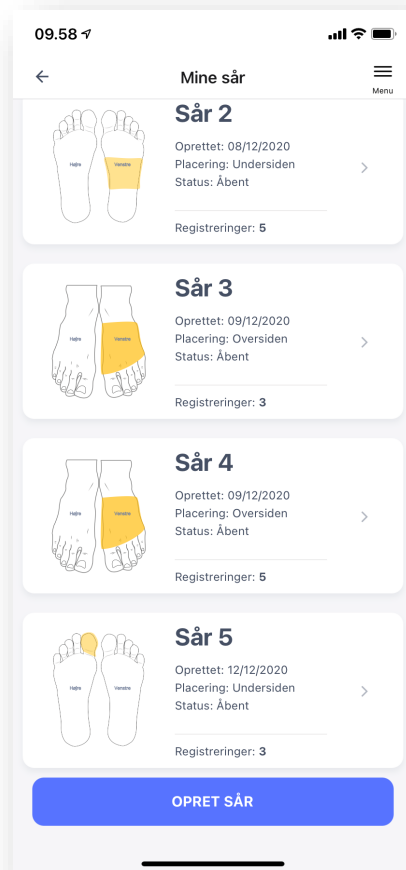 09.58
Mine sår
Menu
Sår 2
Oprettet: 08/12/2020
Placering: Undersiden
Status: Åbent
Højre
Venstre
Registreringer: 5
Sår 3
Oprettet: 09/12/2020
Placering: Oversiden
Status: Åbent
Højre
Venstre
Registreringer: 3
Sår 4
Oprettet: 09/12/2020
Placering: Oversiden
Status: Åbent
Højre
Venstre
Registreringer: 5
Sår 5
Oprettet: 12/12/2020
Placering: Undersiden
Status: Åbent
Højre
Venstre
Registreringer: 3
OPRET SÅR